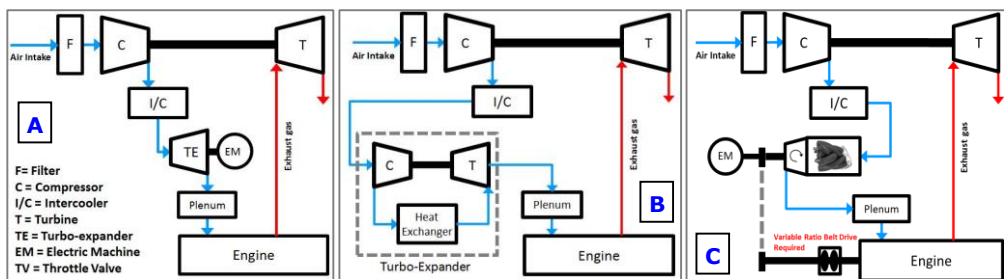 F
C
T
Air Intake
I/C
A
TE
EM
Exhaust gas
Plenum
Engine
F= Filter
C = Compressor
I/C = Intercooler
T = Turbine
TE = Turbo-expander
EM = Electric Machine
TV = Throttle Valve
F
C
T
Air Intake
I/C
Exhaust gas
C
T
Heat
Exchanger
Turbo-Expander
Plenum
B
Engine
F
C
T
Air Intake
I/C
Exhaust gas
EM
Plenum
C
Variable Ratio Belt Drive
Required
Engine